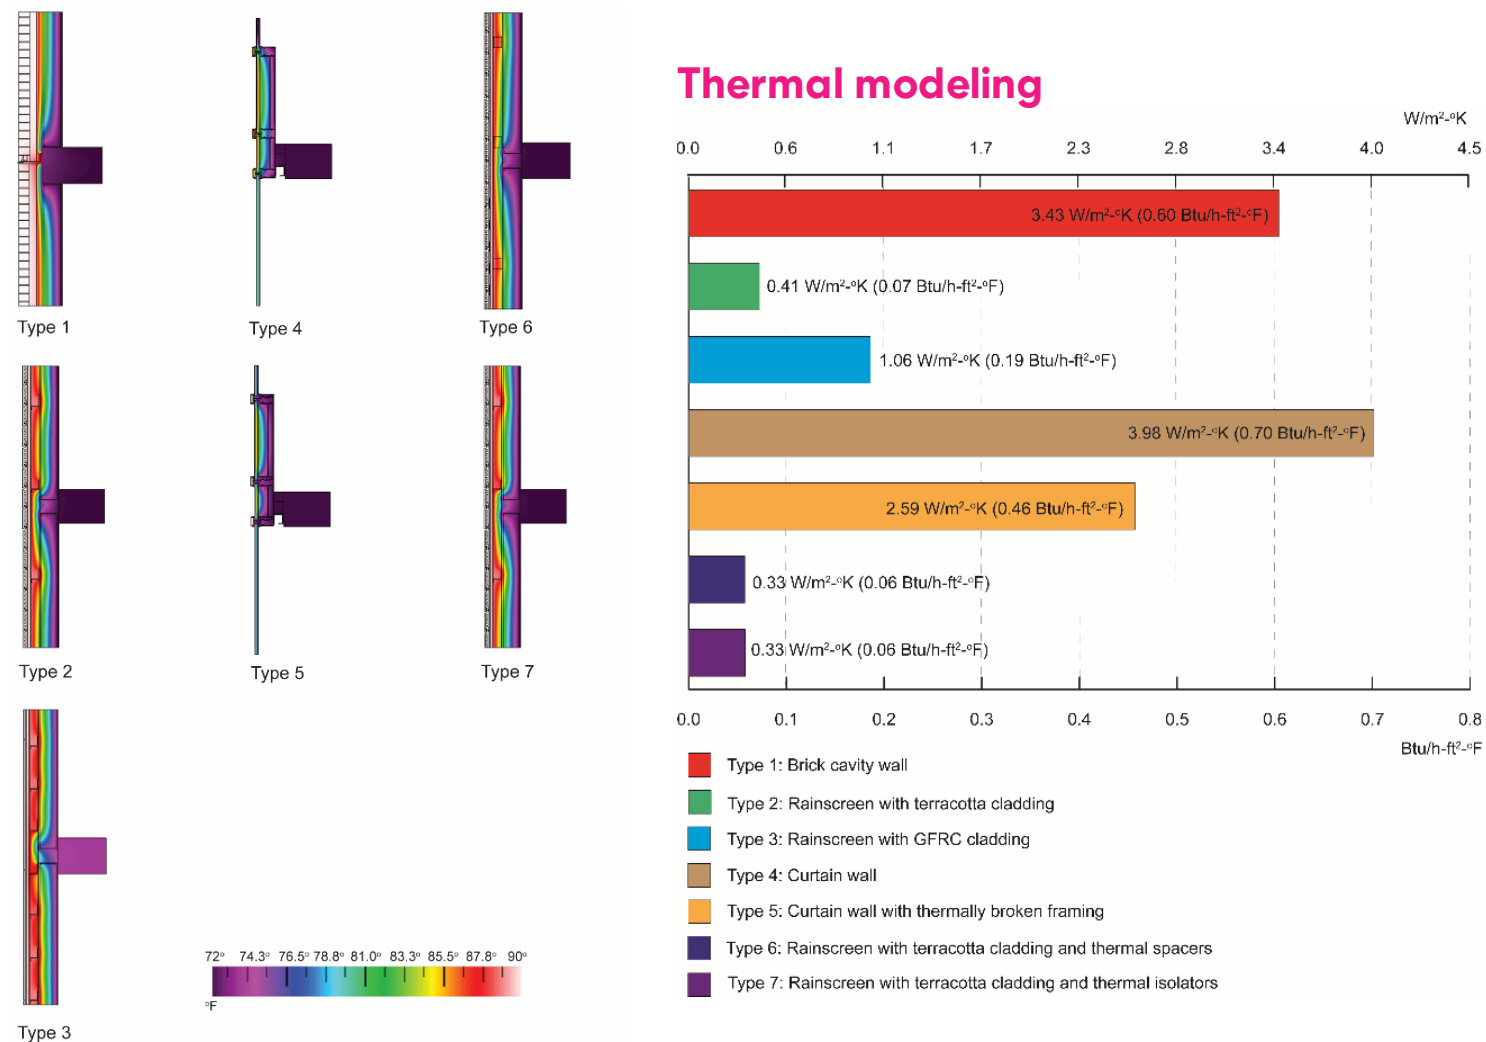 Thermal modeling
Type 1
Type 4
Type 6
Type 2
Type 5
Type 7
Type 3
72° 74.3° 76.5° 78.8° 81.0° 83.3° 85.5° 87.8° 90°
°F
W/m²-°K
0.0 0.6 1.1 1.7 2.3 2.8 3.4 4.0 4.5
3.43 W/m²-°K (0.60 Btu/h-ft²-°F)
0.41 W/m²-°K (0.07 Btu/h-ft²-°F)
1.06 W/m²-°K (0.19 Btu/h-ft²-°F)
3.98 W/m²-°K (0.70 Btu/h-ft²-°F)
2.59 W/m²-°K (0.46 Btu/h-ft²-°F)
0.33 W/m²-°K (0.06 Btu/h-ft²-°F)
0.33 W/m²-°K (0.06 Btu/h-ft²-°F)
0.0 0.1 0.2 0.3 0.4 0.5 0.6 0.7 0.8
Btu/h-ft²-°F
Type 1: Brick cavity wall
Type 2: Rainscreen with terracotta cladding
Type 3: Rainscreen with GFRC cladding
Type 4: Curtain wall
Type 5: Curtain wall with thermally broken framing
Type 6: Rainscreen with terracotta cladding and thermal spacers
Type 7: Rainscreen with terracotta cladding and thermal isolators